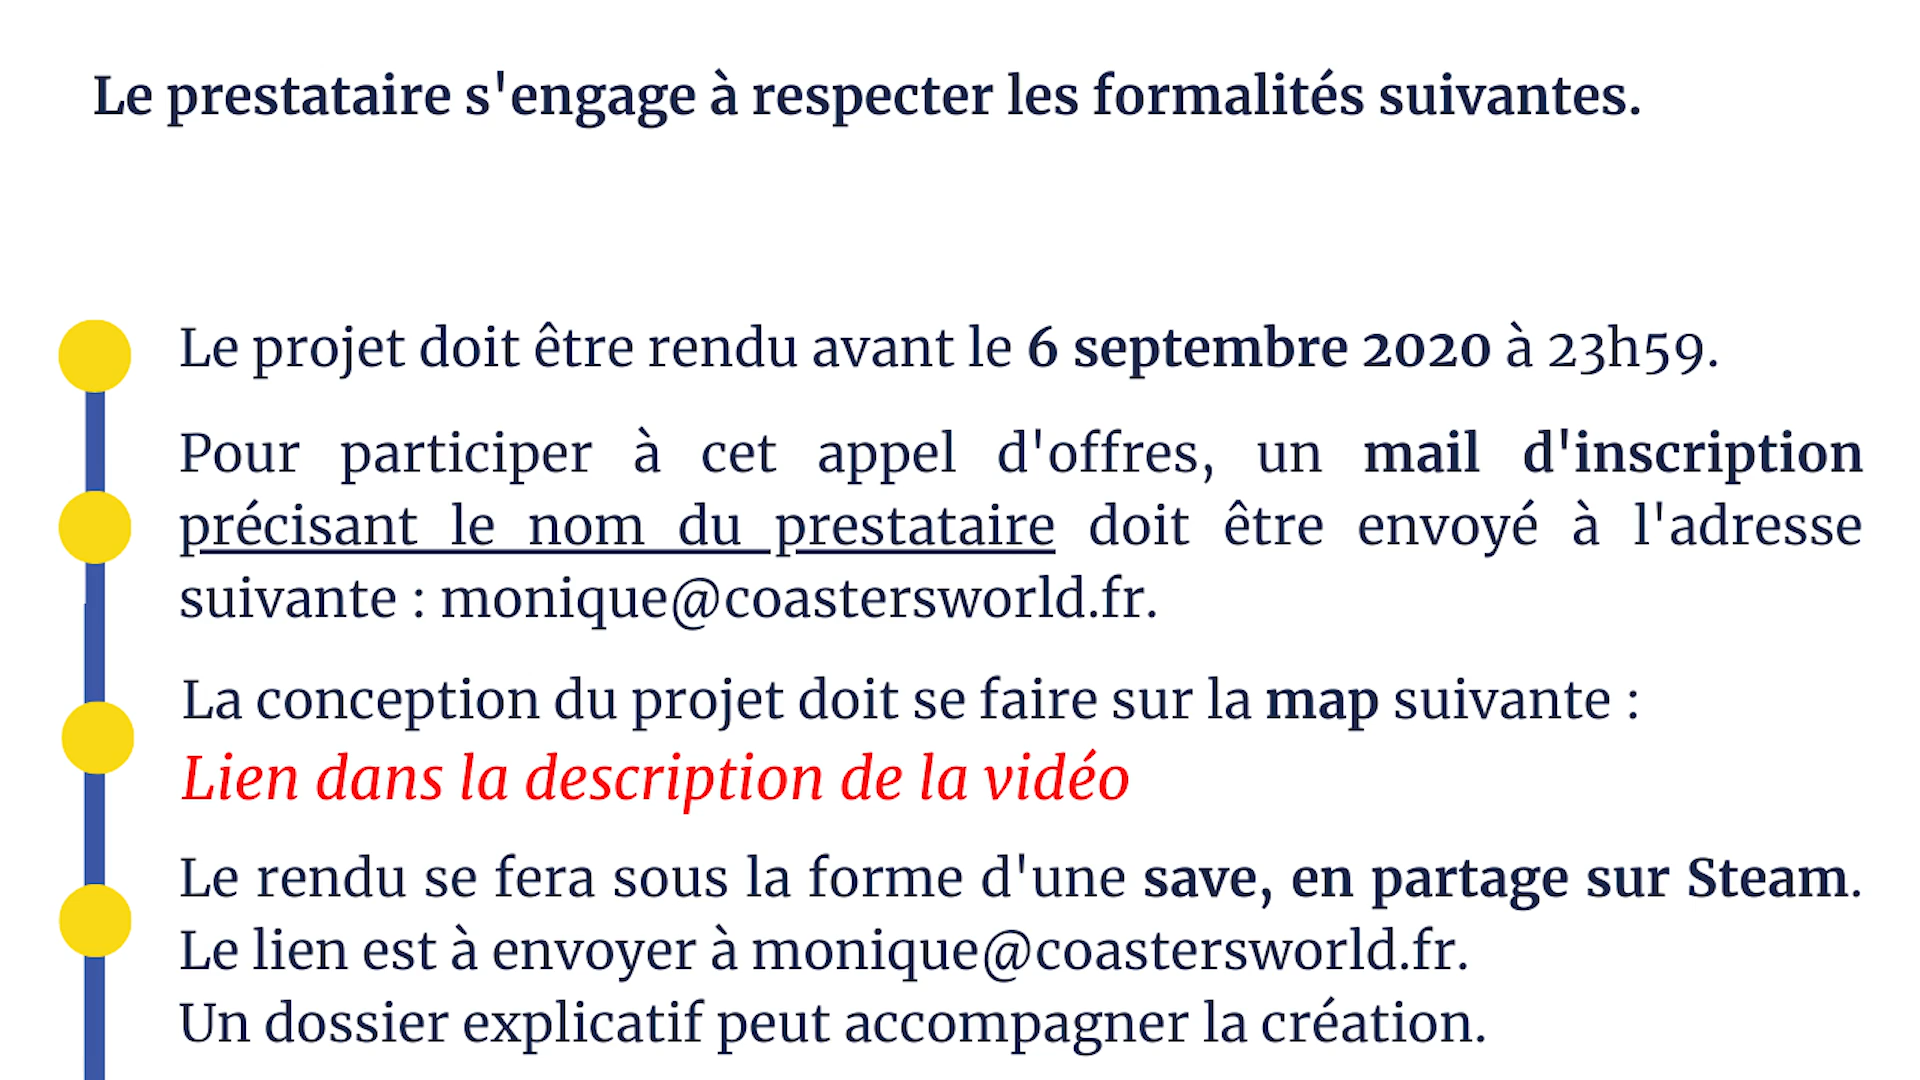 Le prestataire s'engage à respecter les formalités suivantes.
Le projet doit être rendu avant le 6 septembre 2020 à 23h59.
Pour participer à cet appel d'offres, un mail d'inscription
précisant le nom du prestataire doit être envoyé à l'adresse
suivante : monique@coastersworld.fr.
La conception du projet doit se faire sur la map suivante :
Lien dans la description de la vidéo
Le rendu se fera sous la forme d'une save, en partage sur Steam.
Le lien est à envoyer à monique@coastersworld.fr.
Un dossier explicatif peut accompagner la création.